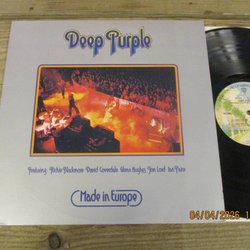 Deep Purple
Featuring: Ritchie Blackmore David Coverdale Glenn Hughes Jon Lord Ian Paice
Made in Europe
04/04/2026